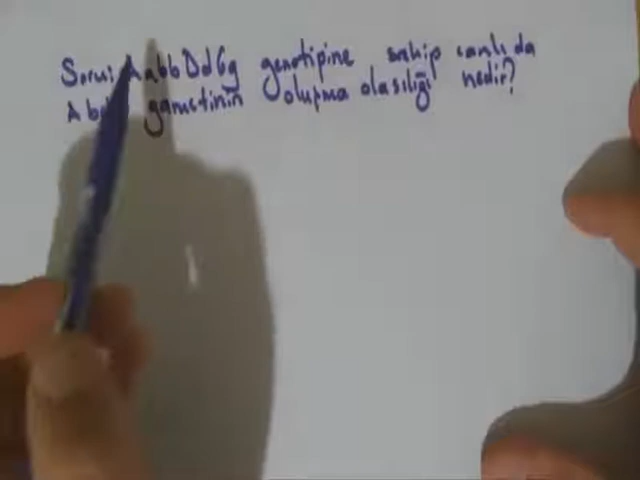 Soru: AabbDdGg genotipine sahip canlıda
gametinin oluşma olasılığı nedir?